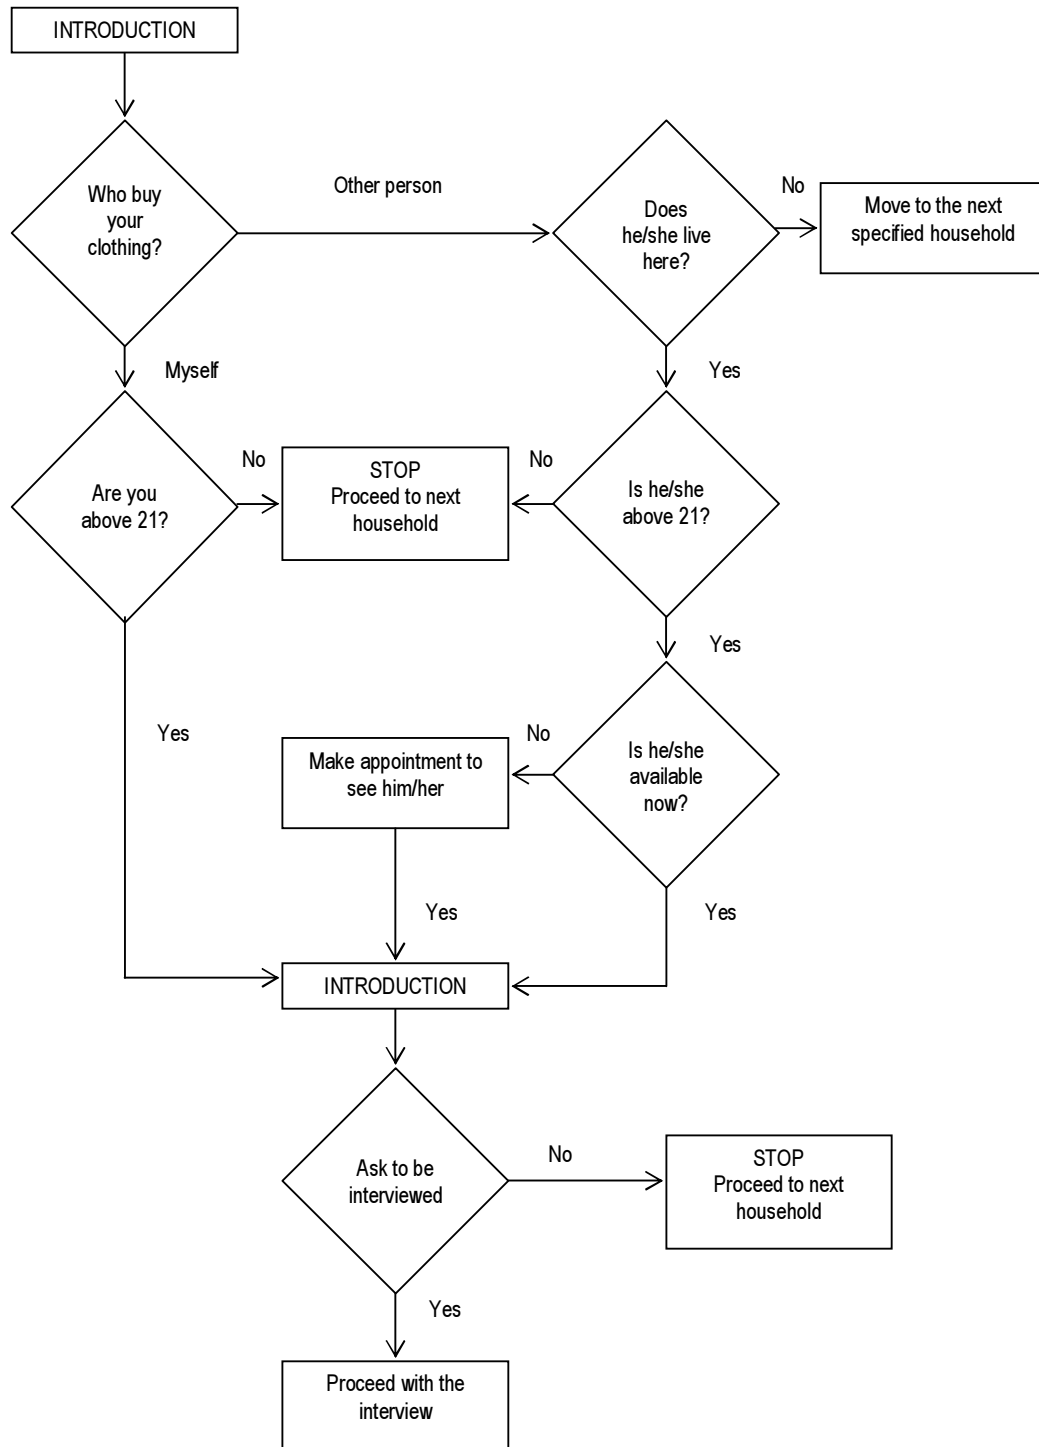 INTRODUCTION
Who buy
your
clothing?
Other person
Does
he/she live
here?
No
Move to the next
specified household
Myself
Yes
Are you
above 21?
No
STOP
Proceed to next
household
No
Is he/she
above 21?
Yes
Yes
Make appointment to
see him/her
No
Is he/she
available
now?
Yes
Yes
INTRODUCTION
Ask to be
interviewed
No
STOP
Proceed to next
household
Yes
Proceed with the
interview